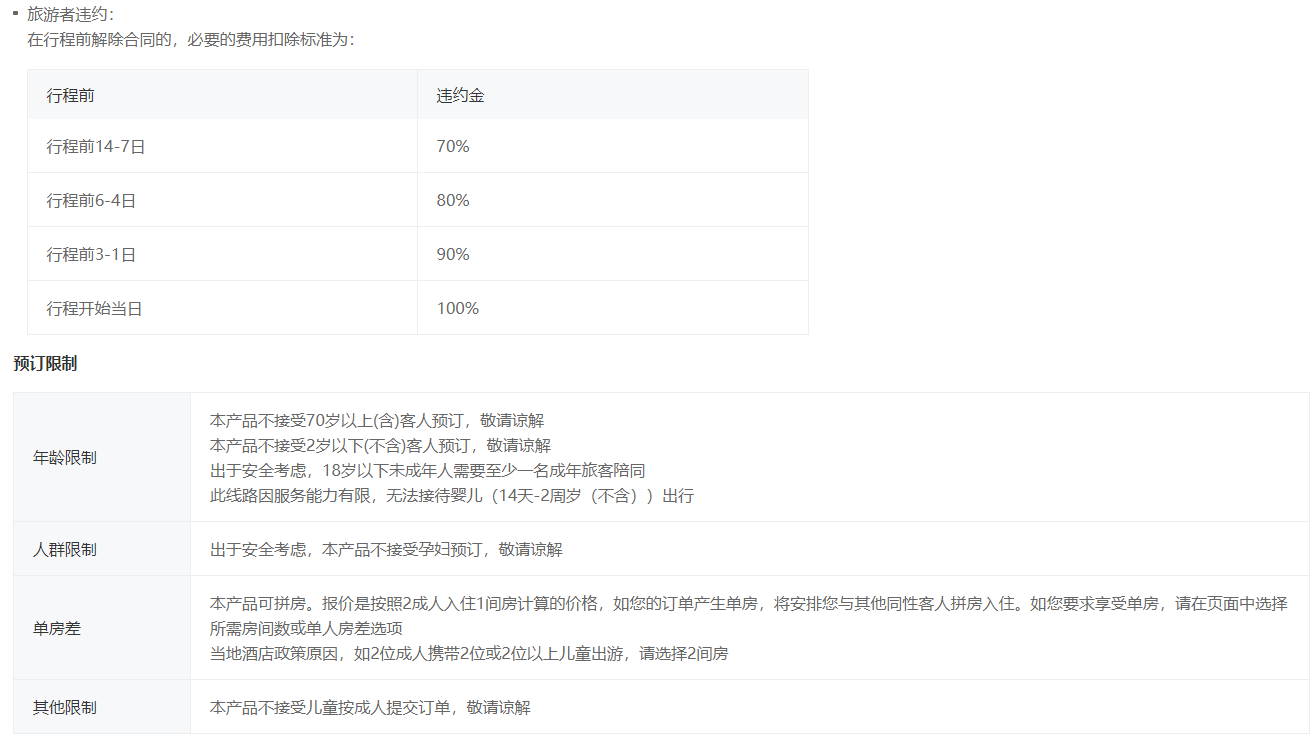 旅游者违约：
在行程前解除合同的，必要的费用扣除标准为：
行程前 违约金
行程前14-7日 70%
行程前6-4日 80%
行程前3-1日 90%
行程开始当日 100%
预订限制
年龄限制
本产品不接受70岁以上(含)客人预订，敬请谅解
本产品不接受2岁以下(不含)客人预订，敬请谅解
出于安全考虑，18岁以下未成年人需要至少一名成年旅客陪同
此线路因服务能力有限，无法接待婴儿（14天-2周岁（不含））出行
人群限制
出于安全考虑，本产品不接受孕妇预订，敬请谅解
单房差
本产品可拼房。报价是按照2成人入住1间房计算的价格，如您的订单产生单房，将安排您与其他同性客人拼房入住。如您要求享受单房，请在页面中选择
所需房间数或单人房差选项
当地酒店政策原因，如2位成人携带2位或2位以上儿童出游，请选择2间房
其他限制
本产品不接受儿童按成人提交订单，敬请谅解